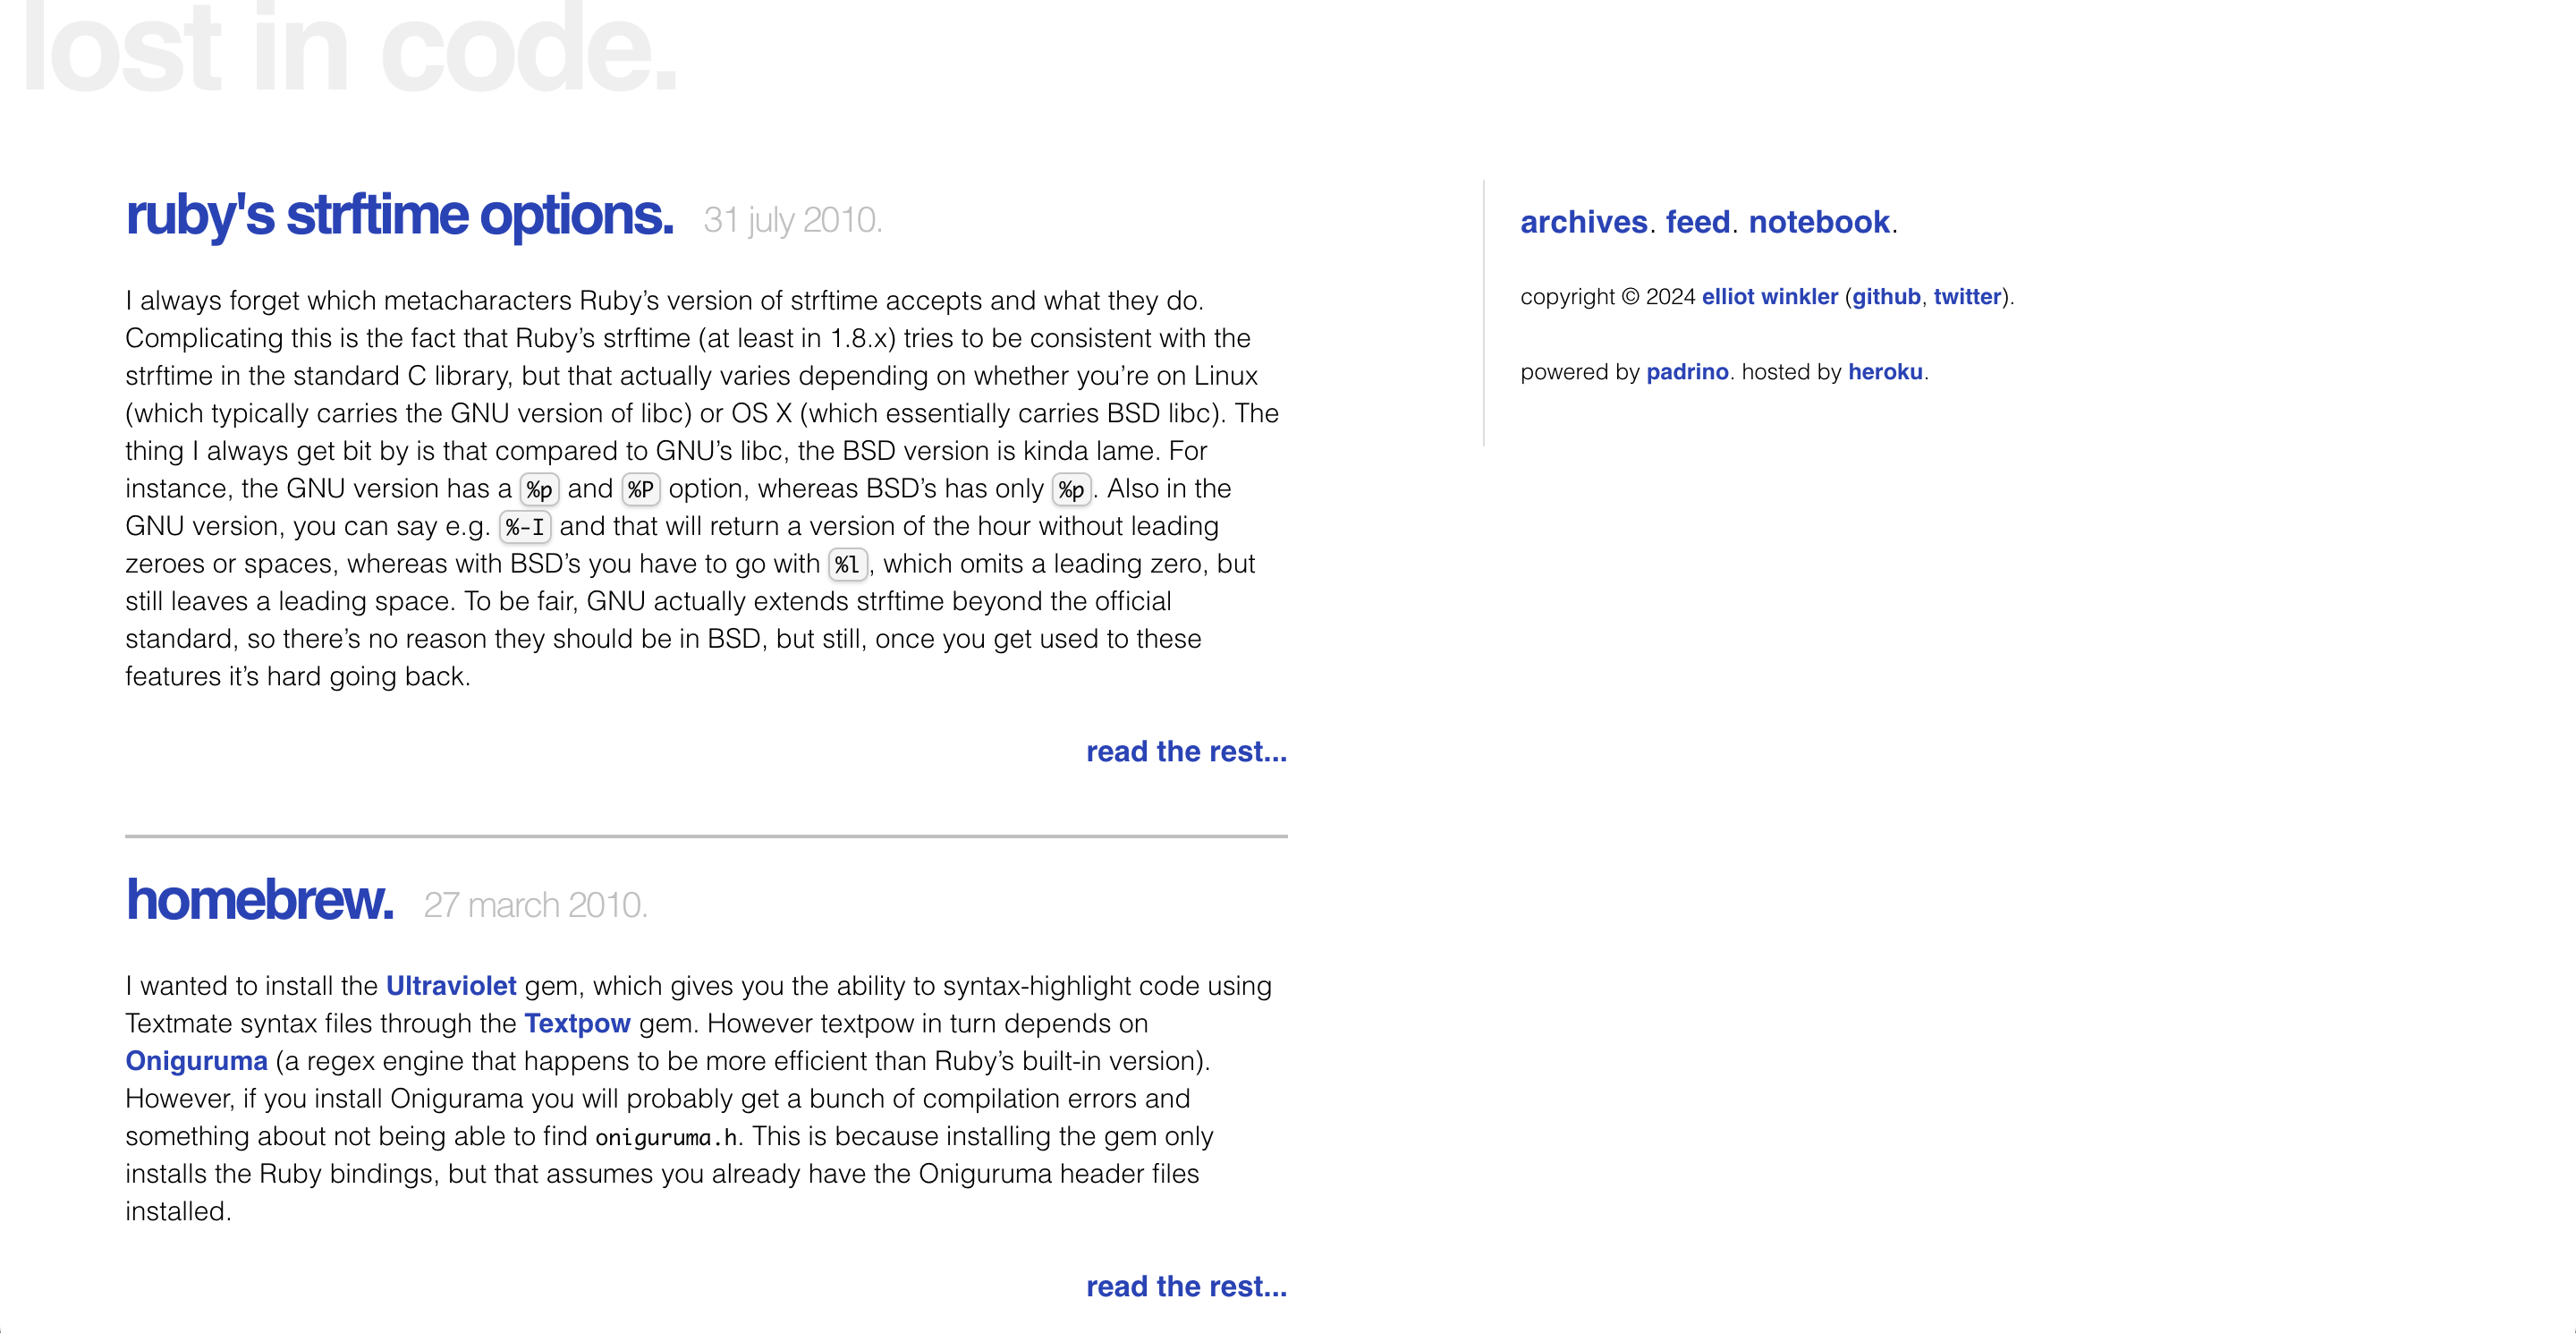 lost in code.
ruby's strftime options. 31 july 2010.
I always forget which metacharacters Ruby’s version of strftime accepts and what they do.
Complicating this is the fact that Ruby’s strftime (at least in 1.8.x) tries to be consistent with the
strftime in the standard C library, but that actually varies depending on whether you’re on Linux
(which typically carries the GNU version of libc) or OS X (which essentially carries BSD libc). The
thing I always get bit by is that compared to GNU’s libc, the BSD version is kinda lame. For
instance, the GNU version has a %p and %P option, whereas BSD’s has only %p. Also in the
GNU version, you can say e.g. %-I and that will return a version of the hour without leading
zeroes or spaces, whereas with BSD’s you have to go with %l, which omits a leading zero, but
still leaves a leading space. To be fair, GNU actually extends strftime beyond the official
standard, so there’s no reason they should be in BSD, but still, once you get used to these
features it’s hard going back.
read the rest...
homebrew. 27 march 2010.
I wanted to install the Ultraviolet gem, which gives you the ability to syntax-highlight code using
Textmate syntax files through the Textpow gem. However textpow in turn depends on
Oniguruma (a regex engine that happens to be more efficient than Ruby’s built-in version).
However, if you install Onigurama you will probably get a bunch of compilation errors and
something about not being able to find oniguruma.h. This is because installing the gem only
installs the Ruby bindings, but that assumes you already have the Oniguruma header files
installed.
read the rest...
archives. feed. notebook.
copyright © 2024 elliot winkler (github, twitter).
powered by padrino. hosted by heroku.